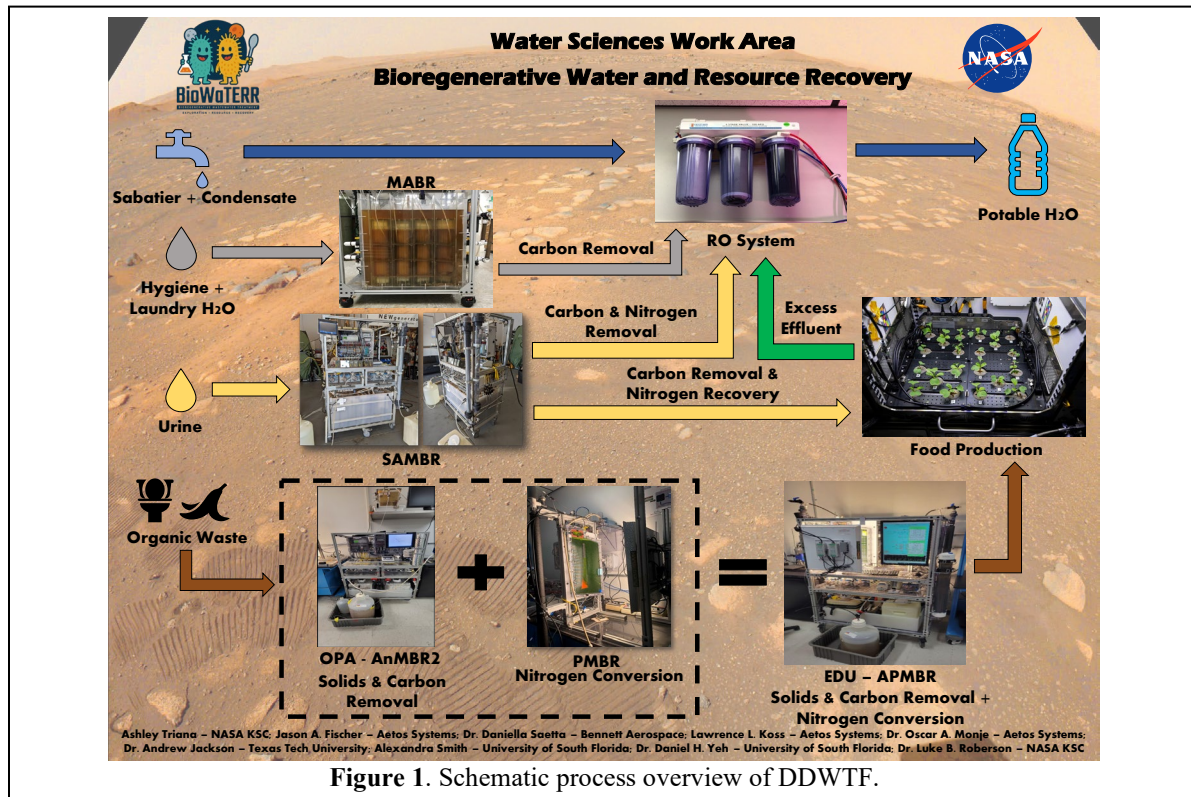 Water Sciences Work Area
Bioregenerative Water and Resource Recovery
BioWaTERR
NASA
Sabatier + Condensate
MABR
RO System
Potable H2O
Carbon Removal
Hygiene +
Laundry H2O
NEWgenerator
Carbon & Nitrogen
Removal
Excess
Effluent
Carbon Removal &
Nitrogen Recovery
Urine
SAMBR
Food Production
Organic Waste
OPA - AnMBR2
Solids & Carbon
Removal
PMBR
Nitrogen Conversion
EDU – APMBR
Solids & Carbon Removal +
Nitrogen Conversion
Ashley Triana – NASA KSC; Jason A. Fischer – Aetos Systems; Dr. Daniella Saetta – Bennett Aerospace; Lawrence L. Koss – Aetos Systems; Dr. Oscar A. Monje – Aetos Systems;
Dr. Andrew Jackson – Texas Tech University; Alexandra Smith – University of South Florida; Dr. Daniel H. Yeh - University of South Florida; Dr. Luke B. Roberson – NASA KSC
Figure 1. Schematic process overview of DDWTF.